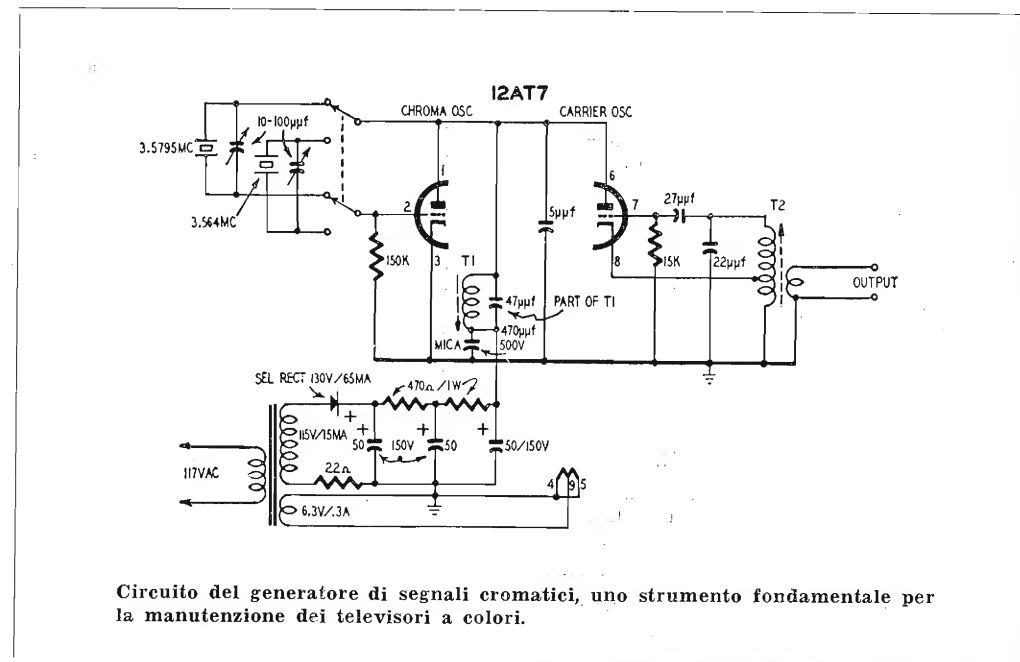 12AT7
CHROMA OSC
CARRIER OSC
10-100μμf
3.5795MC
3.564MC
1
2
3
6
7
8
150K
T1
5μμf
27μμf
T2
15K
22μμf
OUTPUT
47μμf
PART OF T1
470μμf
MICA
500V
SEL RECT 130V/65MA
470Ω/1W
115V/15MA
+
+
+
+
50
150V
50
50/150V
117VAC
22Ω
4
9
5
6.3V/.3A
Circuito del generatore di segnali cromatici, uno strumento fondamentale per
la manutenzione dei televisori a colori.